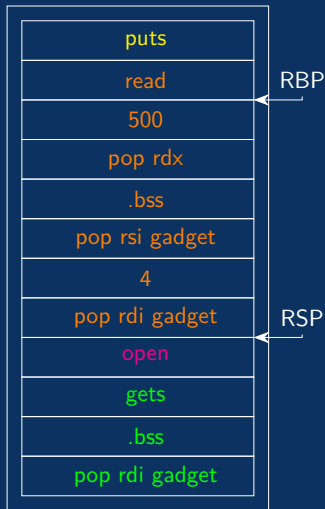 puts
read
RBP
500
pop rdx
.bss
pop rsi gadget
4
pop rdi gadget
RSP
open
gets
.bss
pop rdi gadget